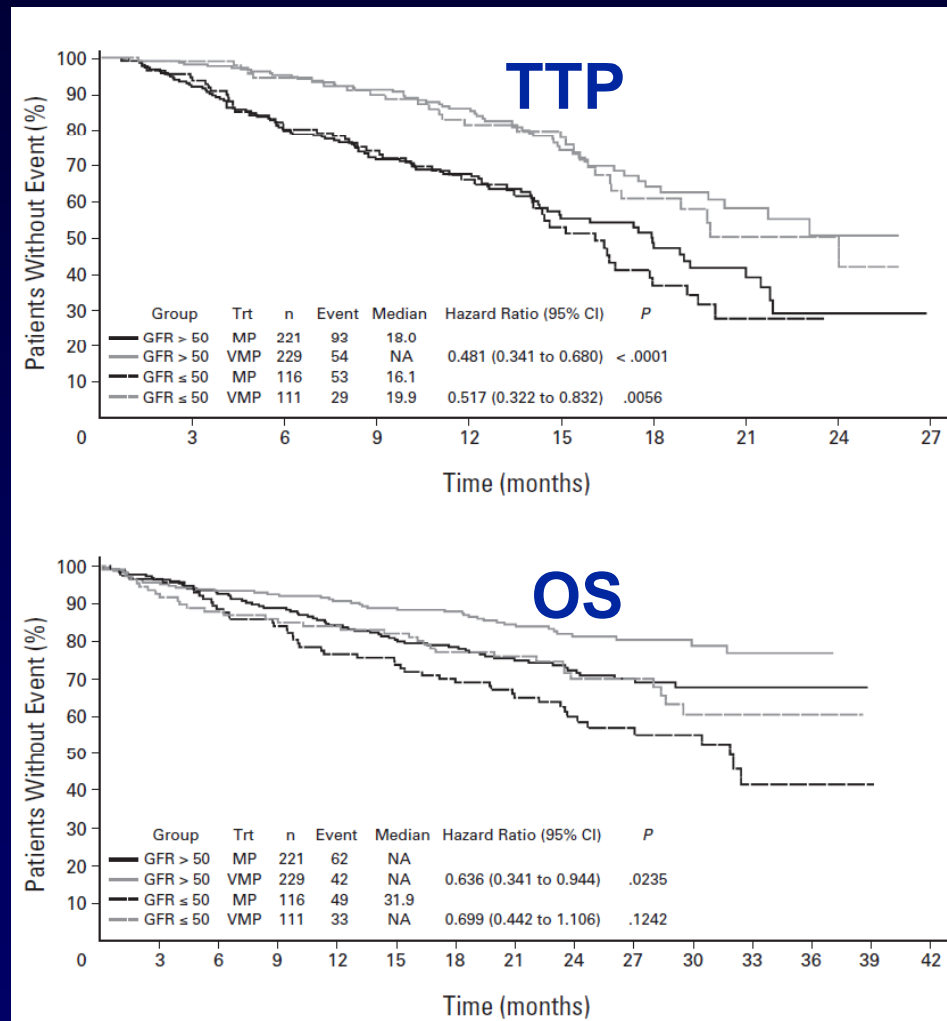 TTP
Patients Without Event (%)
100
90
80
70
60
50
40
30
20
10
0
Group Trt n Event Median Hazard Ratio (95% CI) P
GFR > 50 MP 221 93 18.0
GFR > 50 VMP 229 54 NA 0.481 (0.341 to 0.680) < .0001
GFR ≤ 50 MP 116 53 16.1
GFR ≤ 50 VMP 111 29 19.9 0.517 (0.322 to 0.832) .0056
3 6 9 12 15 18 21 24 27
Time (months)
OS
Patients Without Event (%)
100
90
80
70
60
50
40
30
20
10
0
Group Trt n Event Median Hazard Ratio (95% CI) P
GFR > 50 MP 221 62 NA
GFR > 50 VMP 229 42 NA 0.636 (0.341 to 0.944) .0235
GFR ≤ 50 MP 116 49 31.9
GFR ≤ 50 VMP 111 33 NA 0.699 (0.442 to 1.106) .1242
3 6 9 12 15 18 21 24 27 30 33 36 39 42
Time (months)